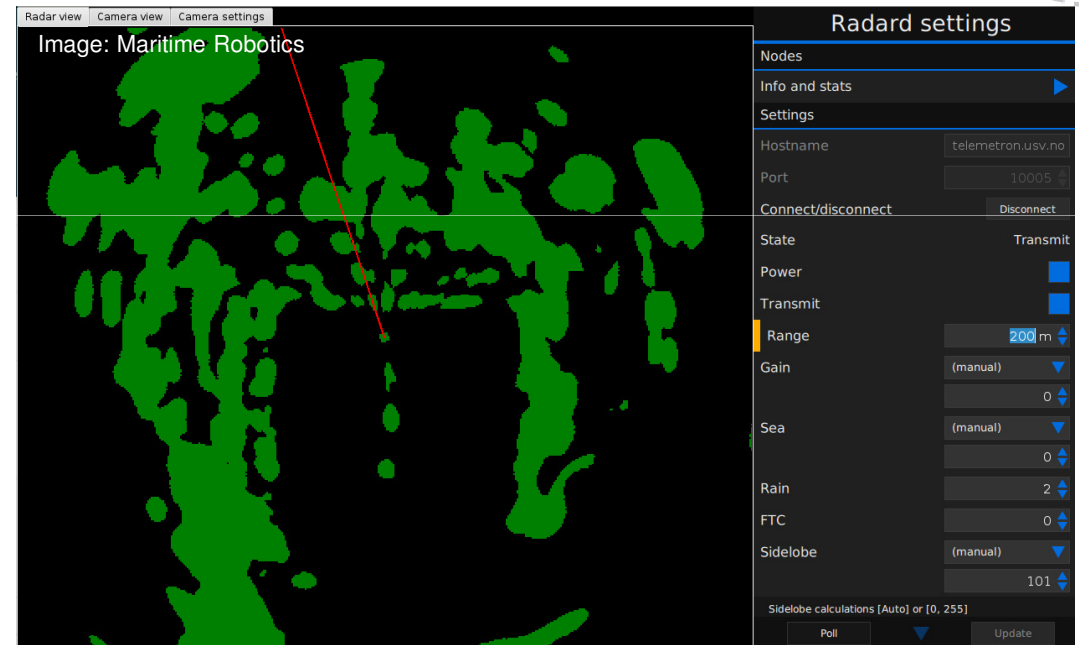 Radar view Camera view Camera settings
Image: Maritime Robotics
Radard settings
Nodes
Info and stats
Settings
Hostname telemetron.usv.no
Port 10005
Connect/disconnect Disconnect
State Transmit
Power
Transmit
Range 200 m
Gain (manual)
0
Sea (manual)
0
Rain 2
FTC 0
Sidelobe (manual)
101
Sidelobe calculations [Auto] or [0, 255]
Poll Update